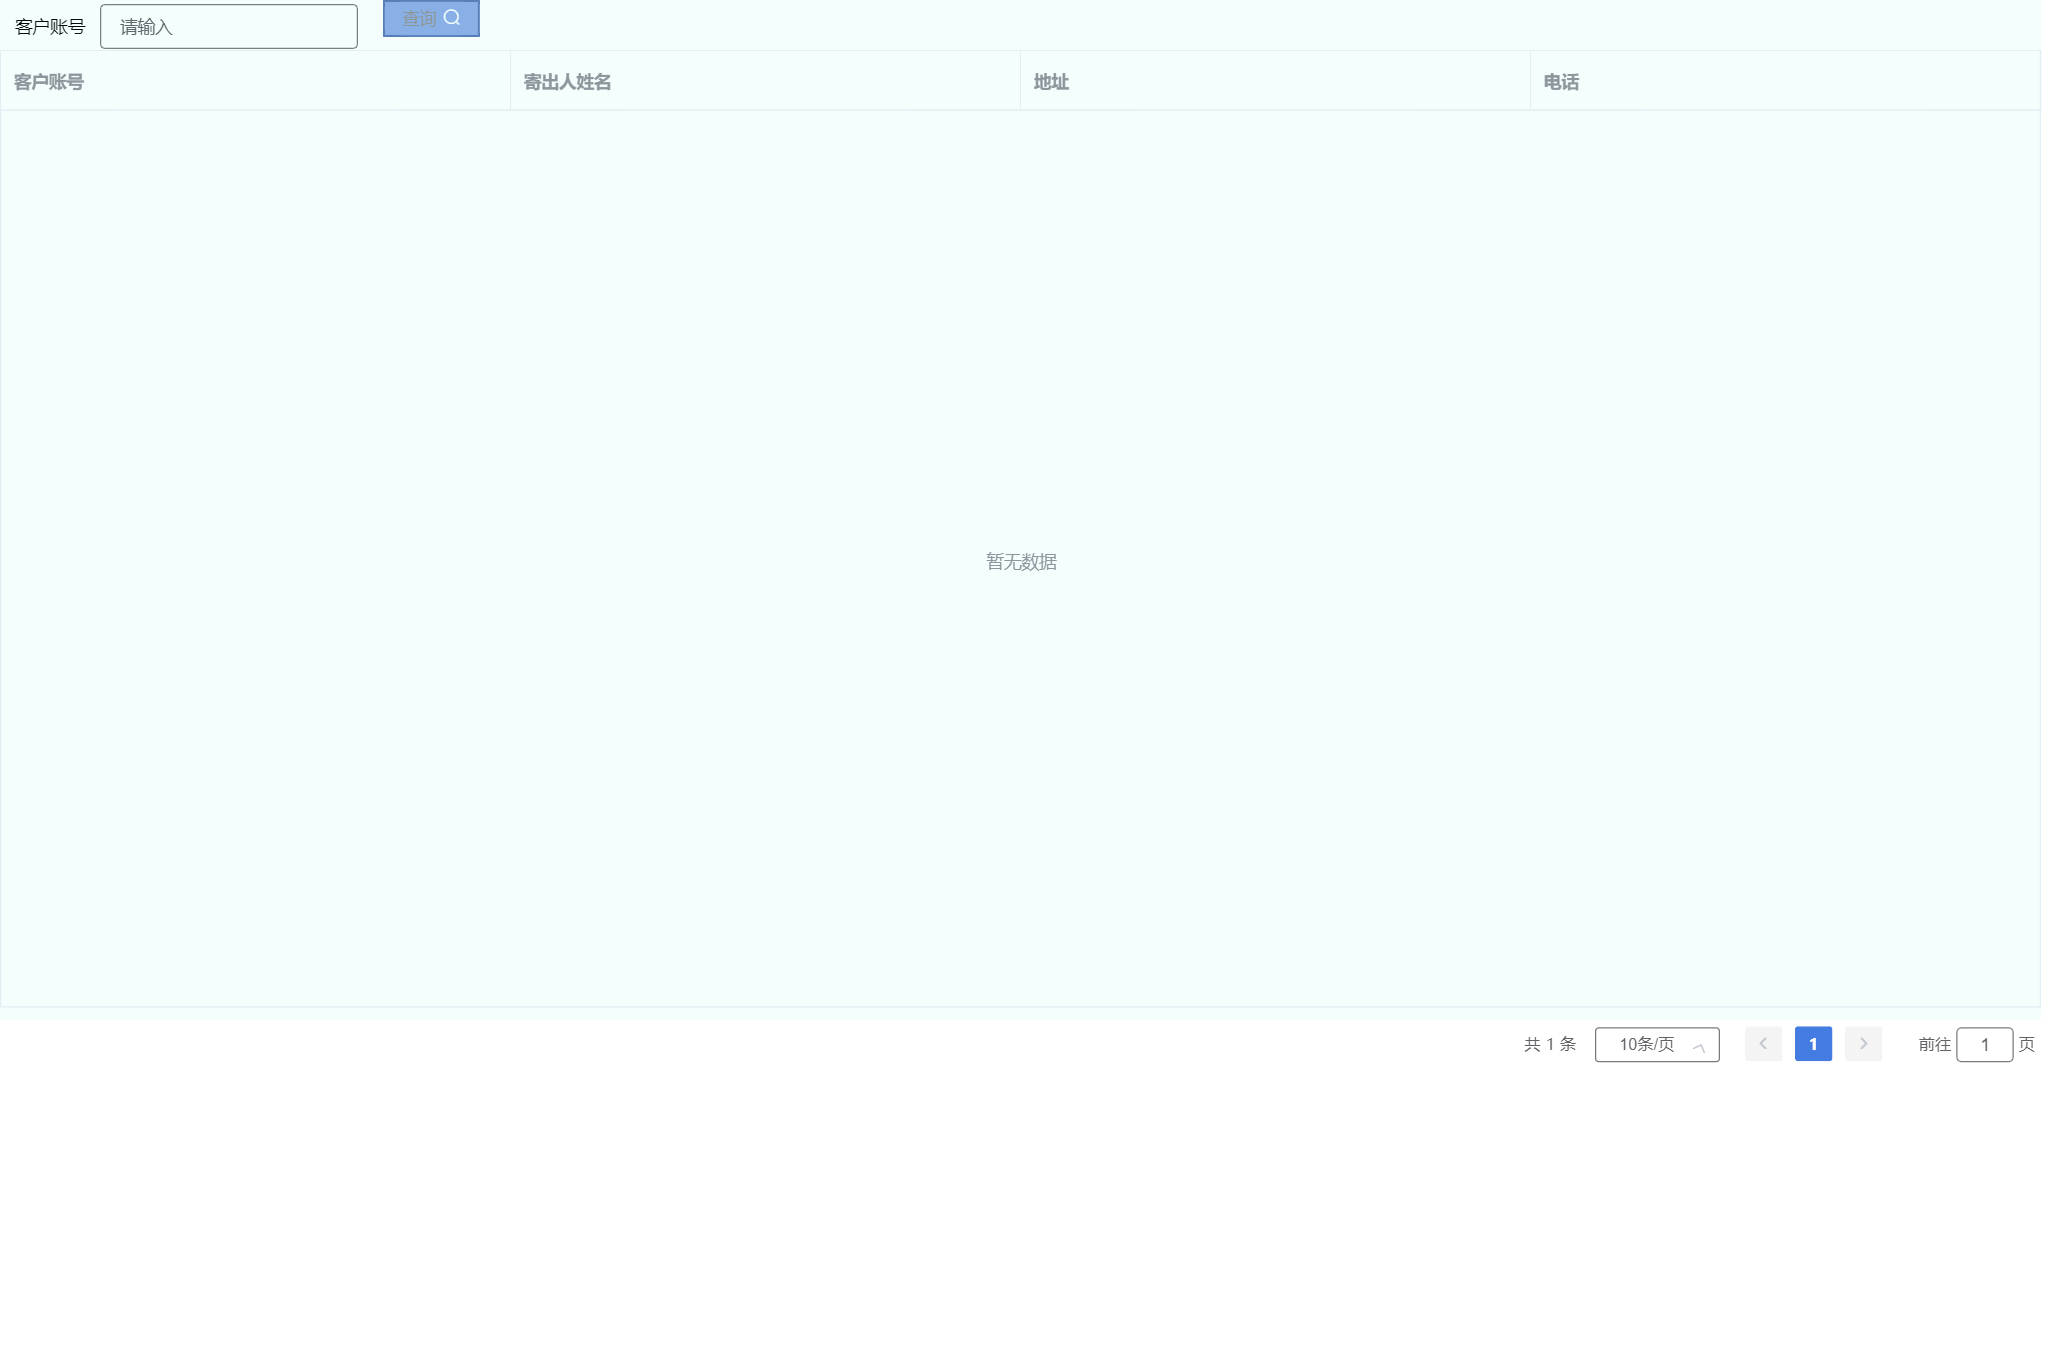 客户账号 请输入 查询
客户账号 寄出人姓名 地址 电话
暂无数据
共 1 条 10条/页 1 前往 1 页